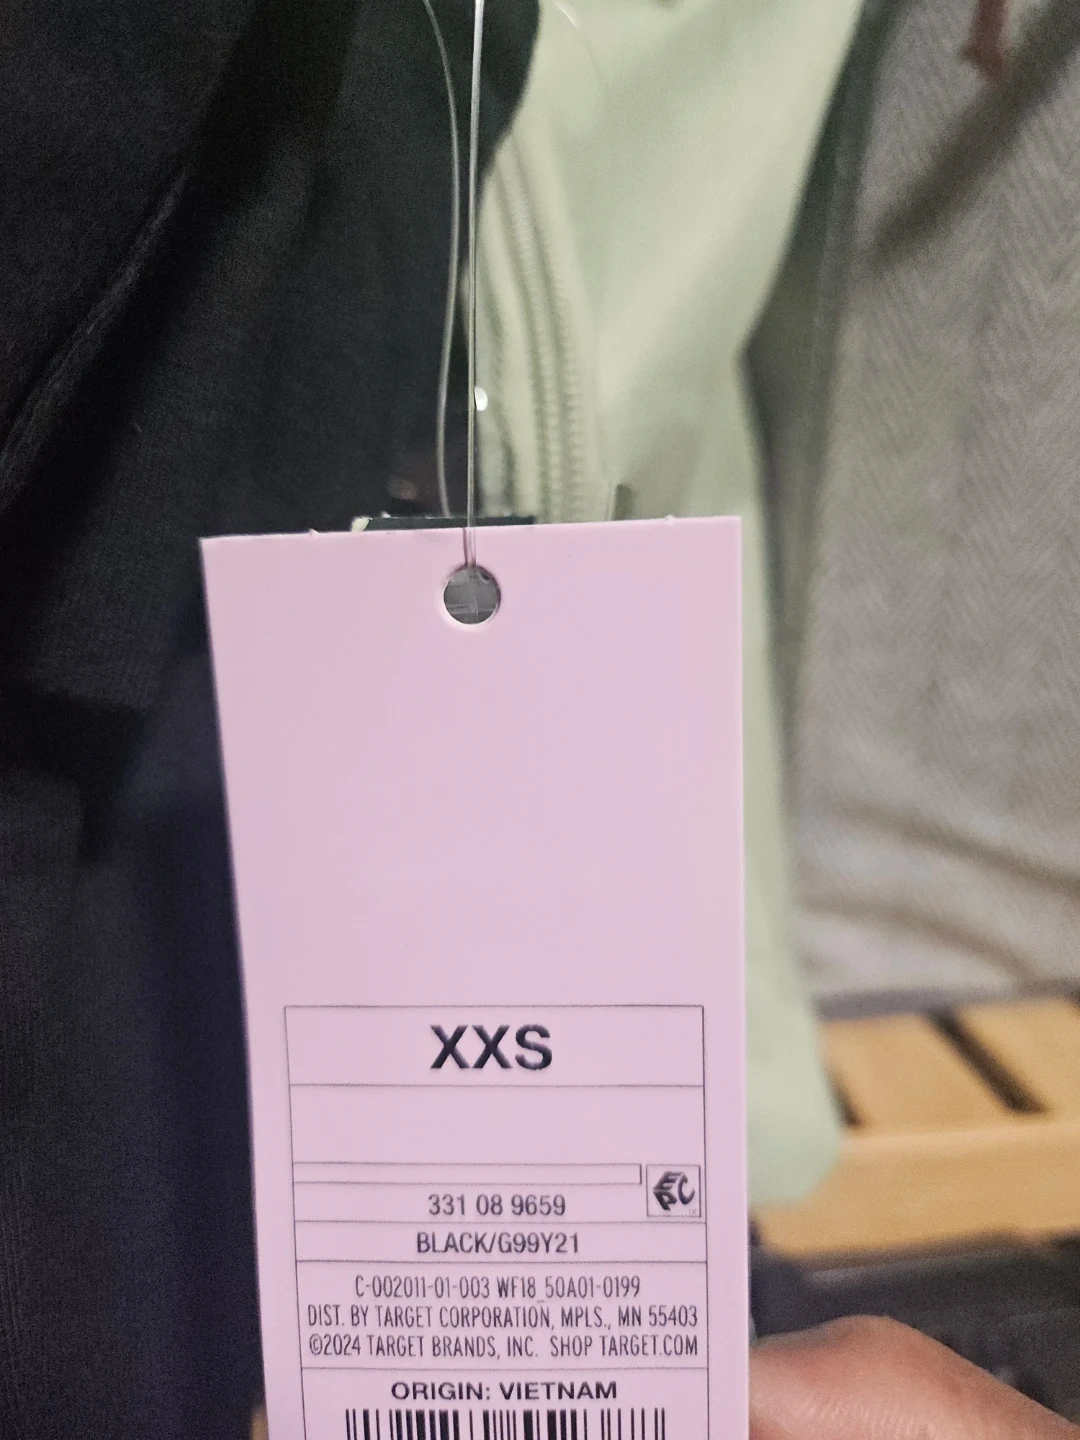 XXS
EPC
331 08 9659
BLACK/G99Y21
C-002011-01-003 WF18_50A01-0199
DIST. BY TARGET CORPORATION, MPLS., MN 55403
©2024 TARGET BRANDS, INC. SHOP TARGET.COM
ORIGIN: VIETNAM